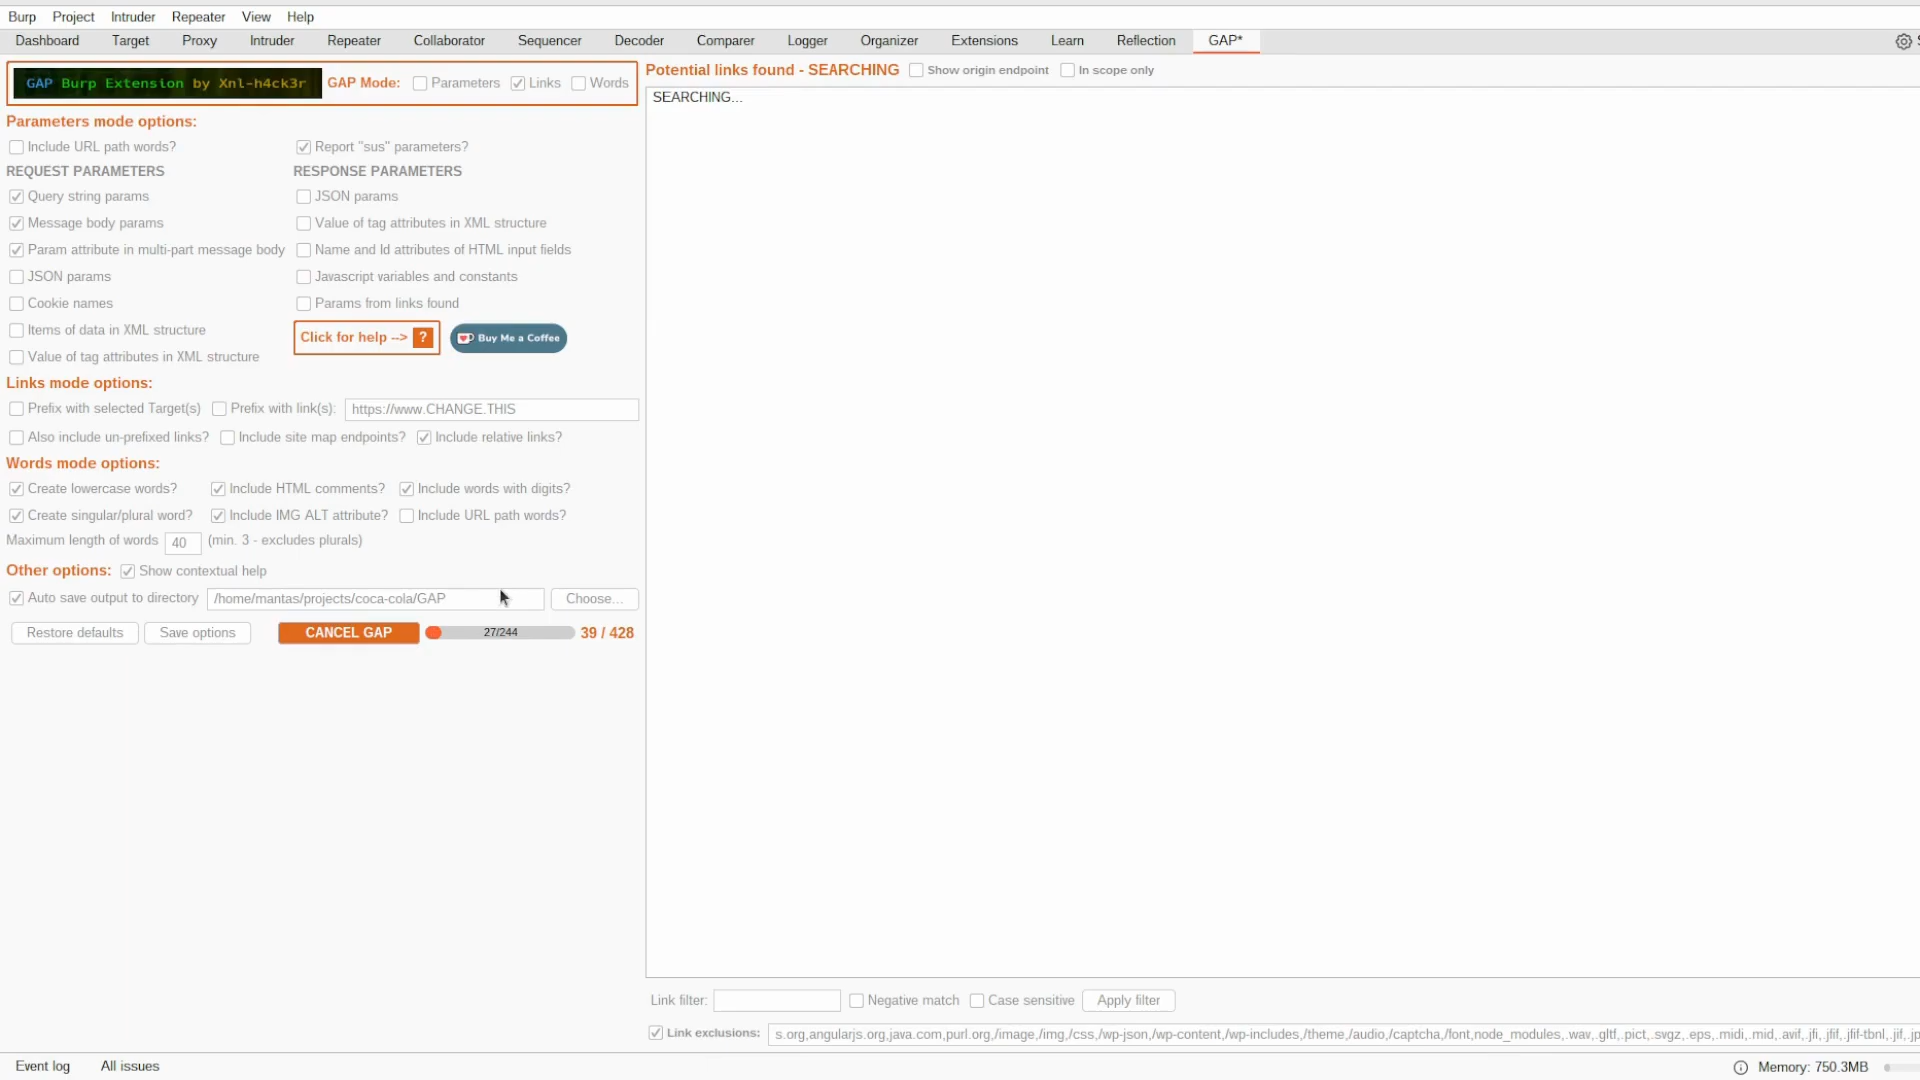 Burp Project Intruder Repeater View Help
Dashboard Target Proxy Intruder Repeater Collaborator Sequencer Decoder Comparer Logger Organizer Extensions Learn Reflection GAP*
GAP Burp Extension by Xnl-h4ck3r GAP Mode: Parameters Links Words
Potential links found - SEARCHING Show origin endpoint In scope only
SEARCHING...
Parameters mode options:
Include URL path words? Report "sus" parameters?
REQUEST PARAMETERS RESPONSE PARAMETERS
Query string params JSON params
Message body params Value of tag attributes in XML structure
Param attribute in multi-part message body Name and Id attributes of HTML input fields
JSON params Javascript variables and constants
Cookie names Params from links found
Items of data in XML structure Click for help --> ? Buy Me a Coffee
Value of tag attributes in XML structure
Links mode options:
Prefix with selected Target(s) Prefix with link(s): https://www.CHANGE.THIS
Also include un-prefixed links? Include site map endpoints? Include relative links?
Words mode options:
Create lowercase words? Include HTML comments? Include words with digits?
Create singular/plural word? Include IMG ALT attribute? Include URL path words?
Maximum length of words 40 (min. 3 - excludes plurals)
Other options: Show contextual help
Auto save output to directory /home/mantas/projects/coca-cola/GAP Choose...
Restore defaults Save options CANCEL GAP 27/244 39 / 428
Link filter: Negative match Case sensitive Apply filter
Link exclusions: s.org,angularjs.org,java.com,purl.org,/image,/img,/css,/wp-json,/wp-content,/wp-includes,/theme,/audio,/captcha,/font,node_modules,.wav,.gltf,.pict,.svgz,.eps,.midi,.mid,.avif,.jfi,.jfif,.jfif-tbnl,.jif,.jp
Event log All issues Memory: 750.3MB